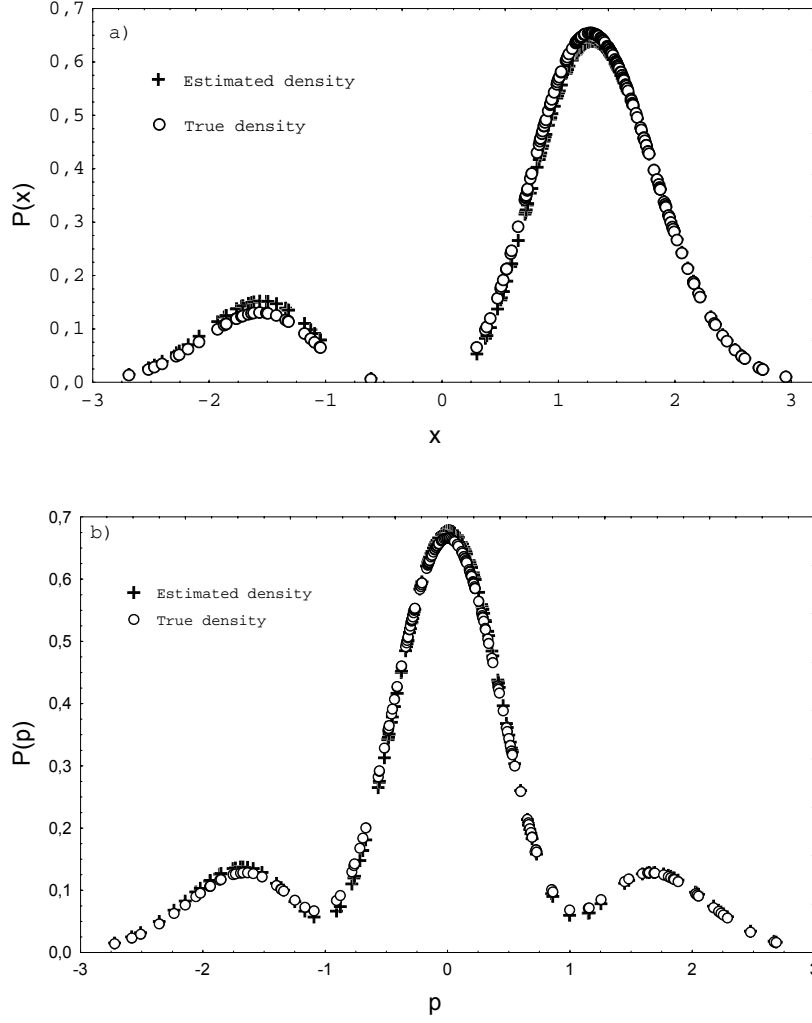 0,7
a)
0,6
+ Estimated density
0,5
○ True density
0,4
P(x)
0,3
0,2
0,1
0,0
-3 -2 -1 0 1 2 3
x
0,7
b)
0,6
+ Estimated density
○ True density
0,5
0,4
P(p)
0,3
0,2
0,1
0,0
-3 -2 -1 0 1 2 3
p